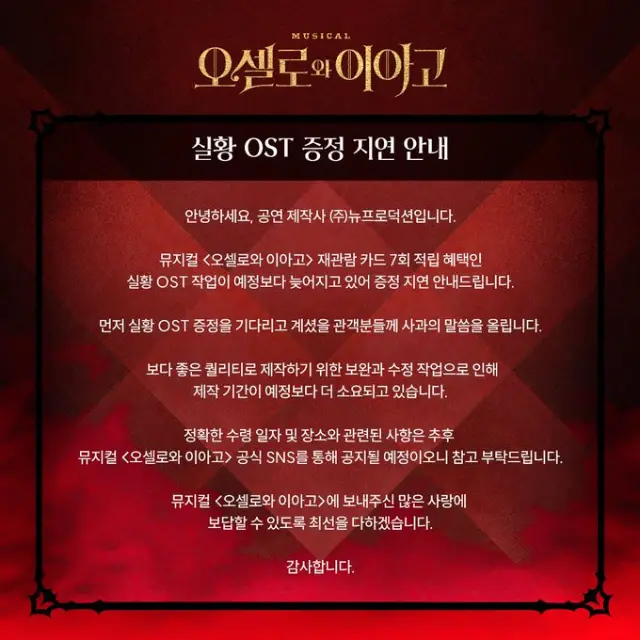 MUSICAL
오셀로와 이아고
실황 OST 증정 지연 안내
안녕하세요, 공연 제작사 ㈜뉴프로덕션입니다.
뮤지컬 <오셀로와 이아고> 재관람 카드 7회 적립 혜택인
실황 OST 작업이 예정보다 늦어지고 있어 증정 지연 안내드립니다.
먼저 실황 OST 증정을 기다리고 계셨을 관객분들께 사과의 말씀을 올립니다.
보다 좋은 퀄리티로 제작하기 위한 보완과 수정 작업으로 인해
제작 기간이 예정보다 더 소요되고 있습니다.
정확한 수령 일자 및 장소와 관련된 사항은 추후
뮤지컬 <오셀로와 이아고> 공식 SNS를 통해 공지될 예정이오니 참고 부탁드립니다.
뮤지컬 <오셀로와 이아고>에 보내주신 많은 사랑에
보답할 수 있도록 최선을 다하겠습니다.
감사합니다.